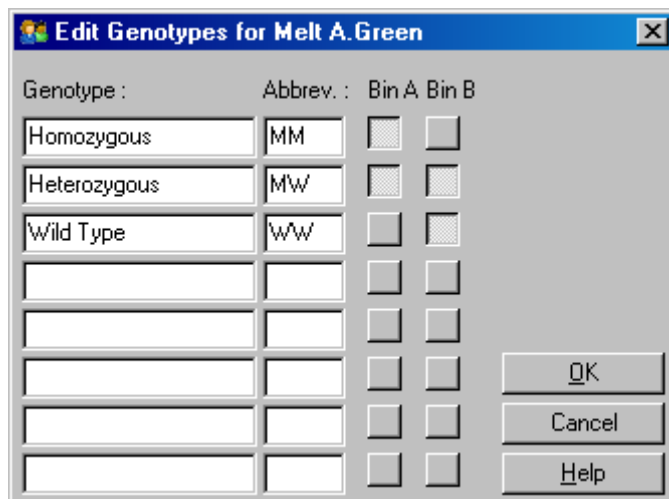 Edit Genotypes for Melt A.Green
Genotype : Abbrev. : Bin A Bin B
Homozygous MM
Heterozygous MW
Wild Type WW
OK
Cancel
Help